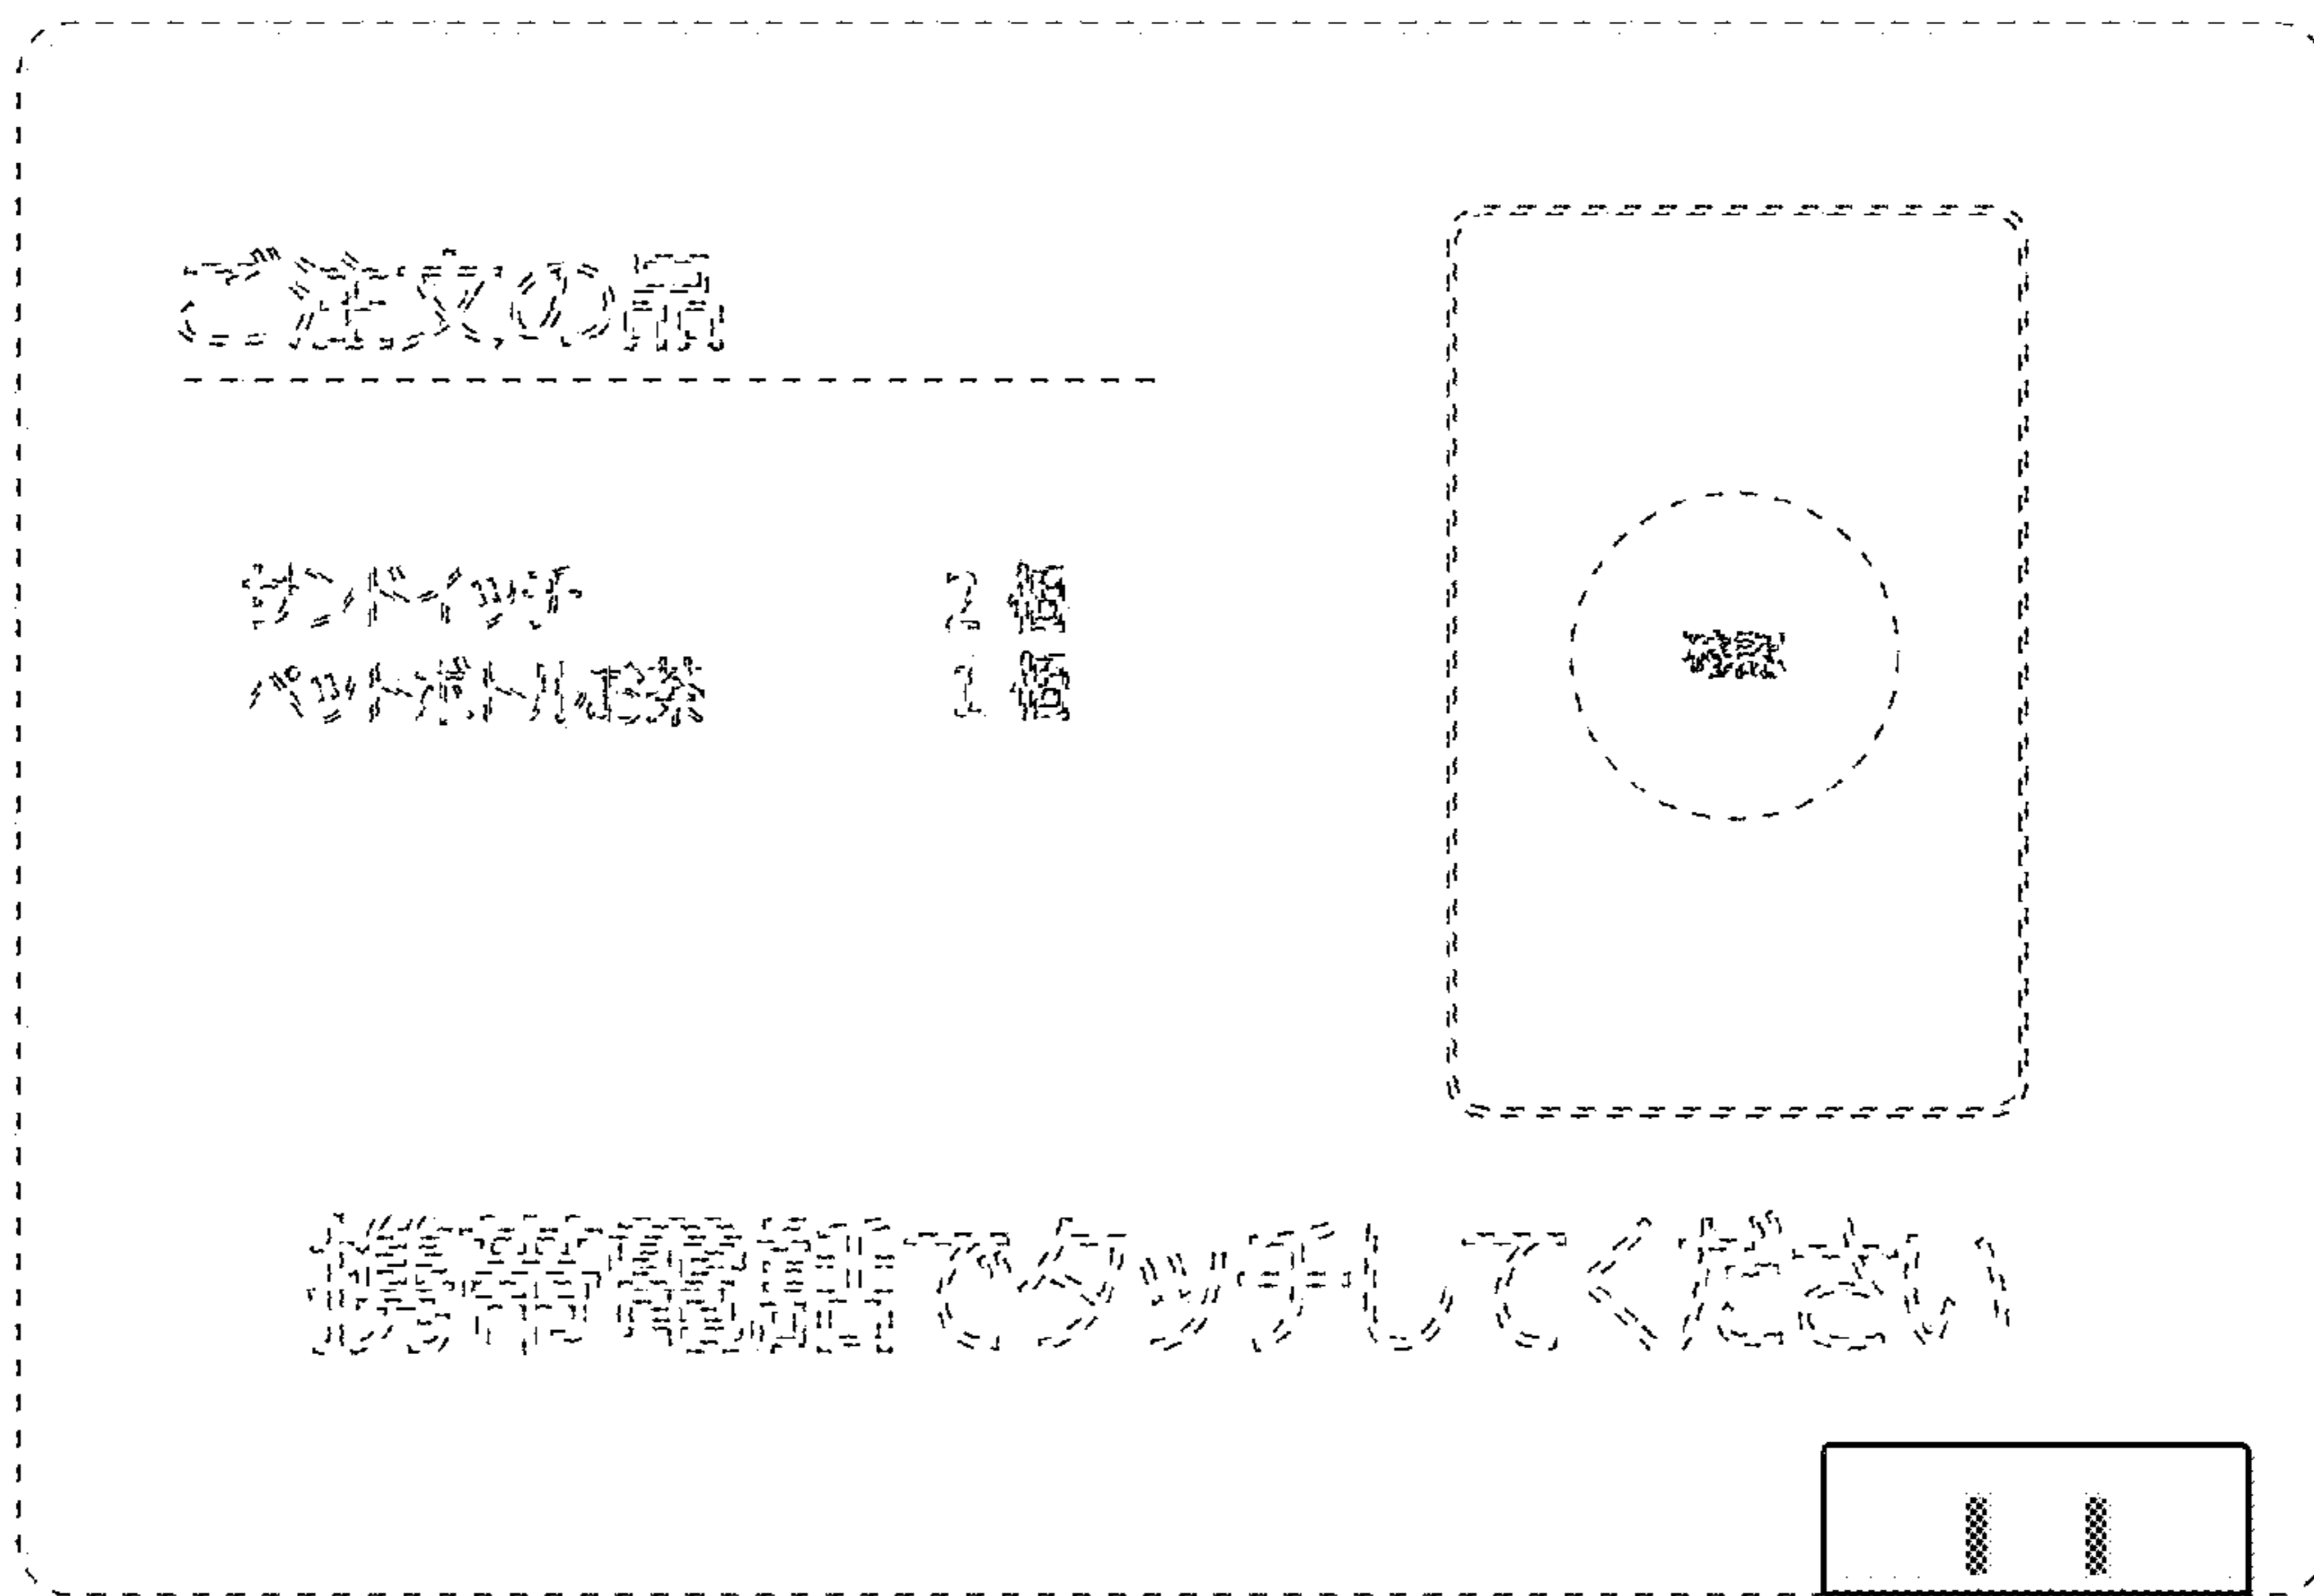 ご注文の品
サンドイッチ 2 個
ペットボトルお茶 1 個
携帯電話でタッチしてください